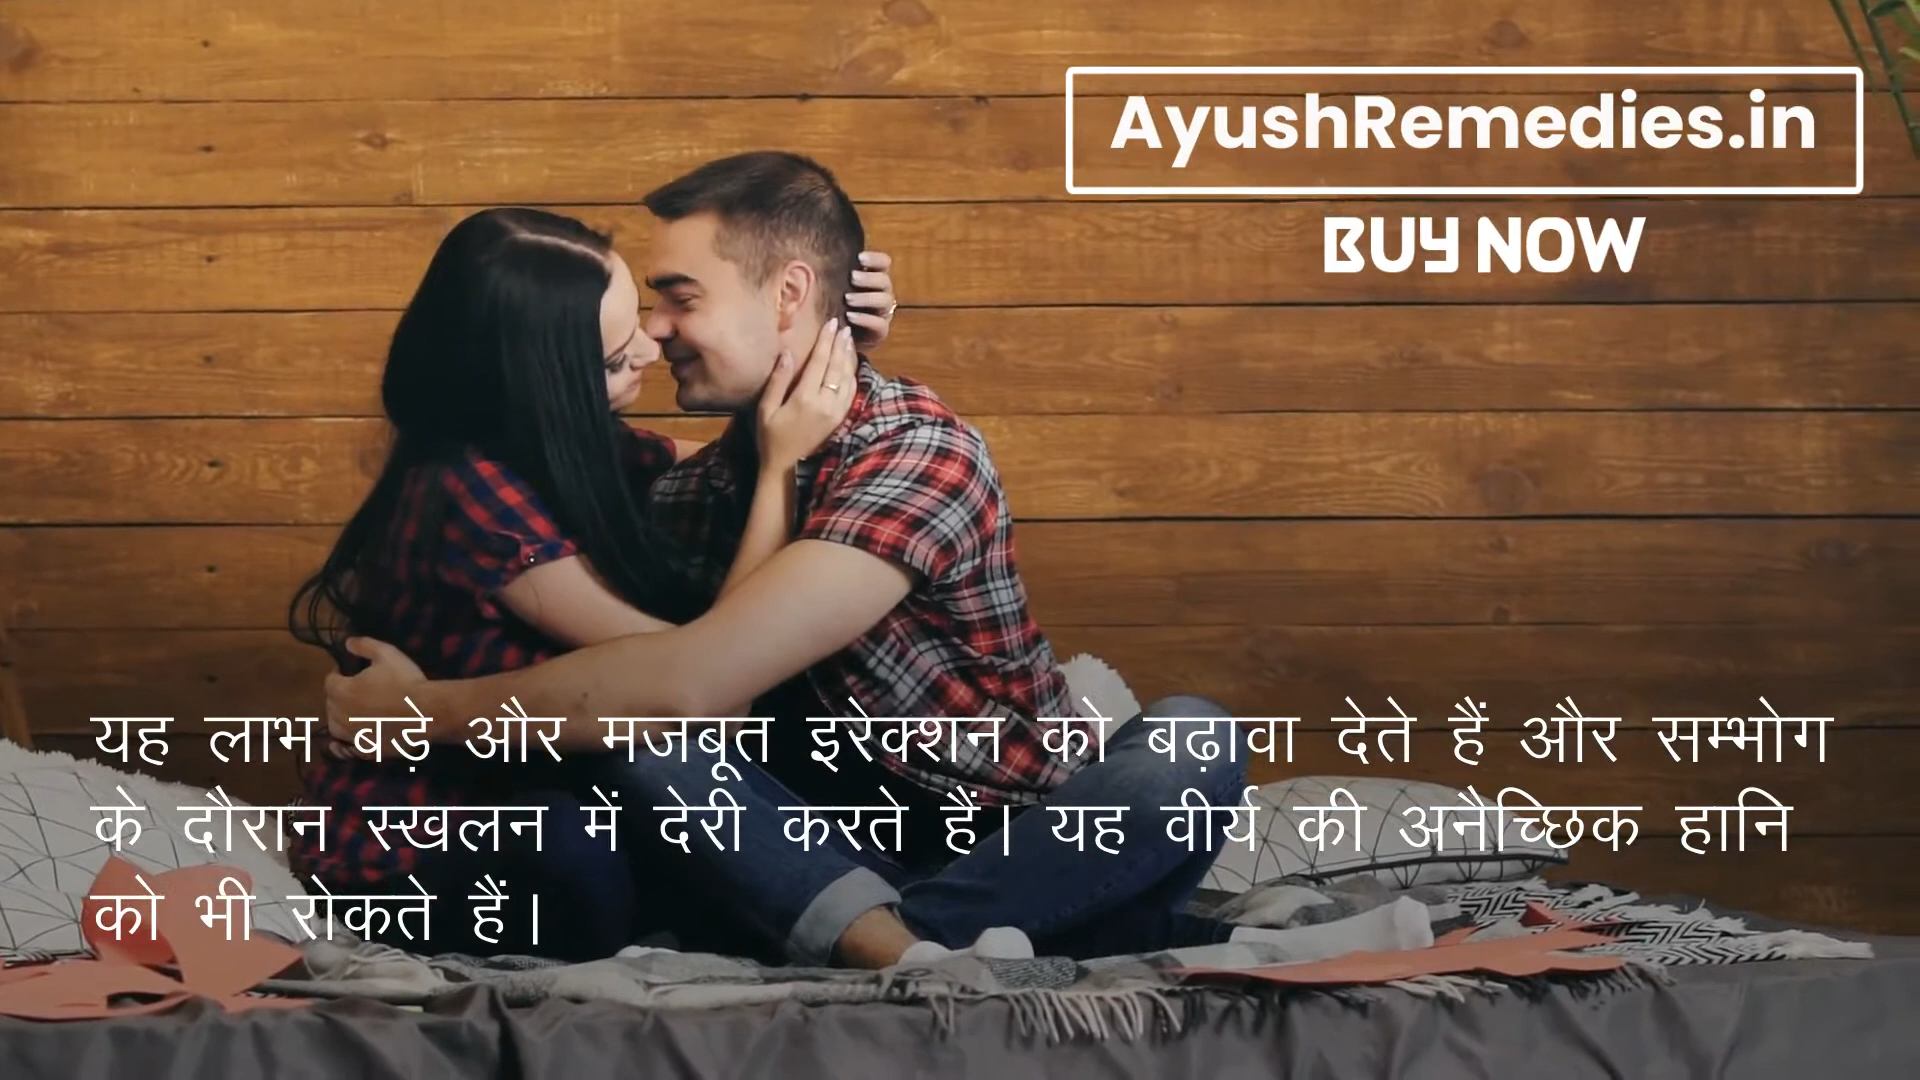 AyushRemedies.in
BUY NOW
यह लाभ बड़े और मजबूत इरेक्शन को बढ़ावा देते हैं और सम्भोग
के दौरान स्खलन में देरी करते हैं। यह वीर्य की अनैच्छिक हानि
को भी रोकते हैं।